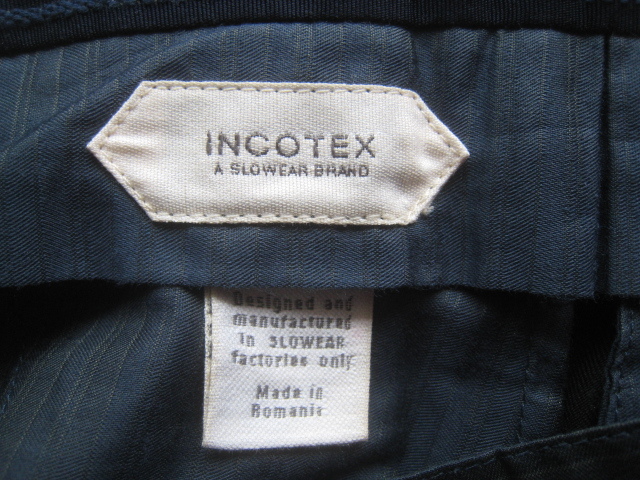 INCOTEX
A SLOWEAR BRAND
Designed and
manufactured
in SLOWEAR
factories only
Made in
Romania